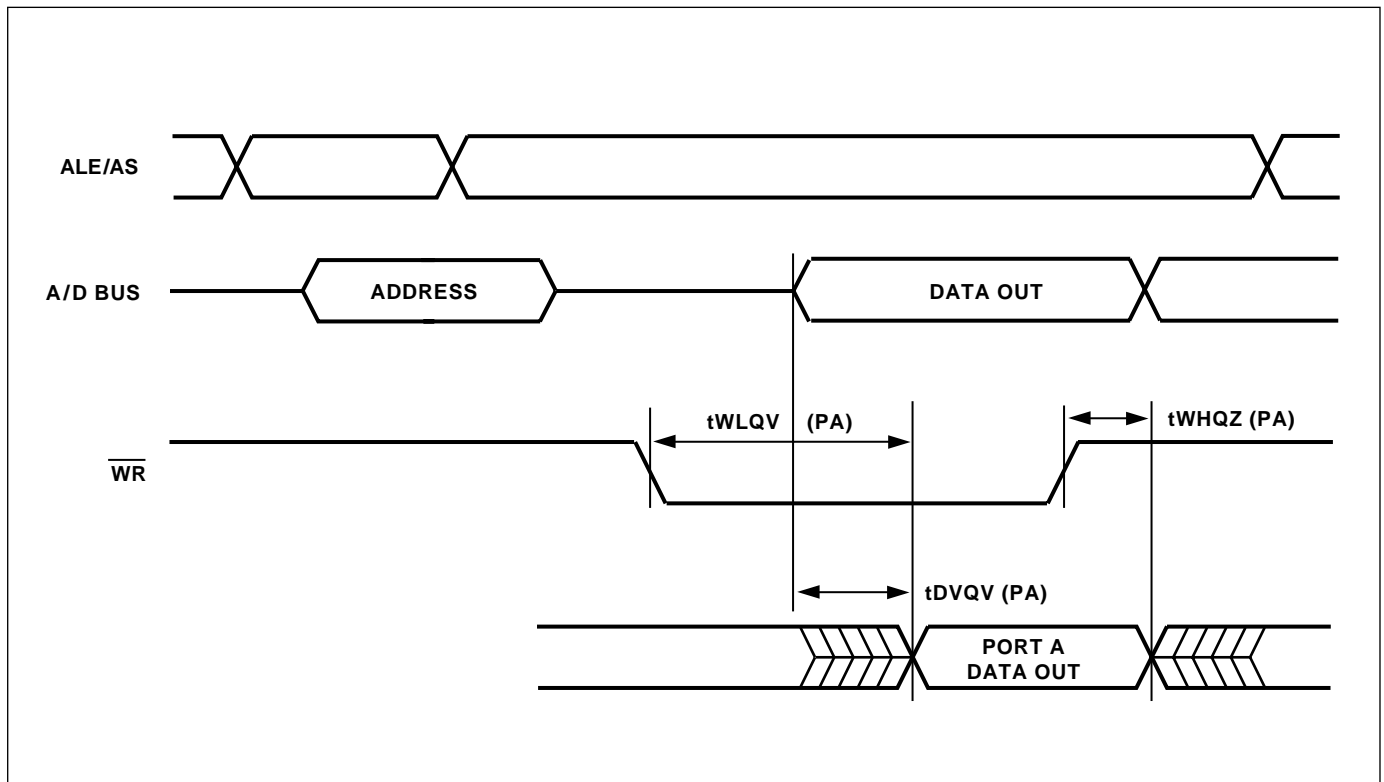 ALE/AS
A/D BUS
ADDRESS
DATA OUT
tWLQV (PA)
tWHQZ (PA)
WR
tDVQV (PA)
PORT A
DATA OUT